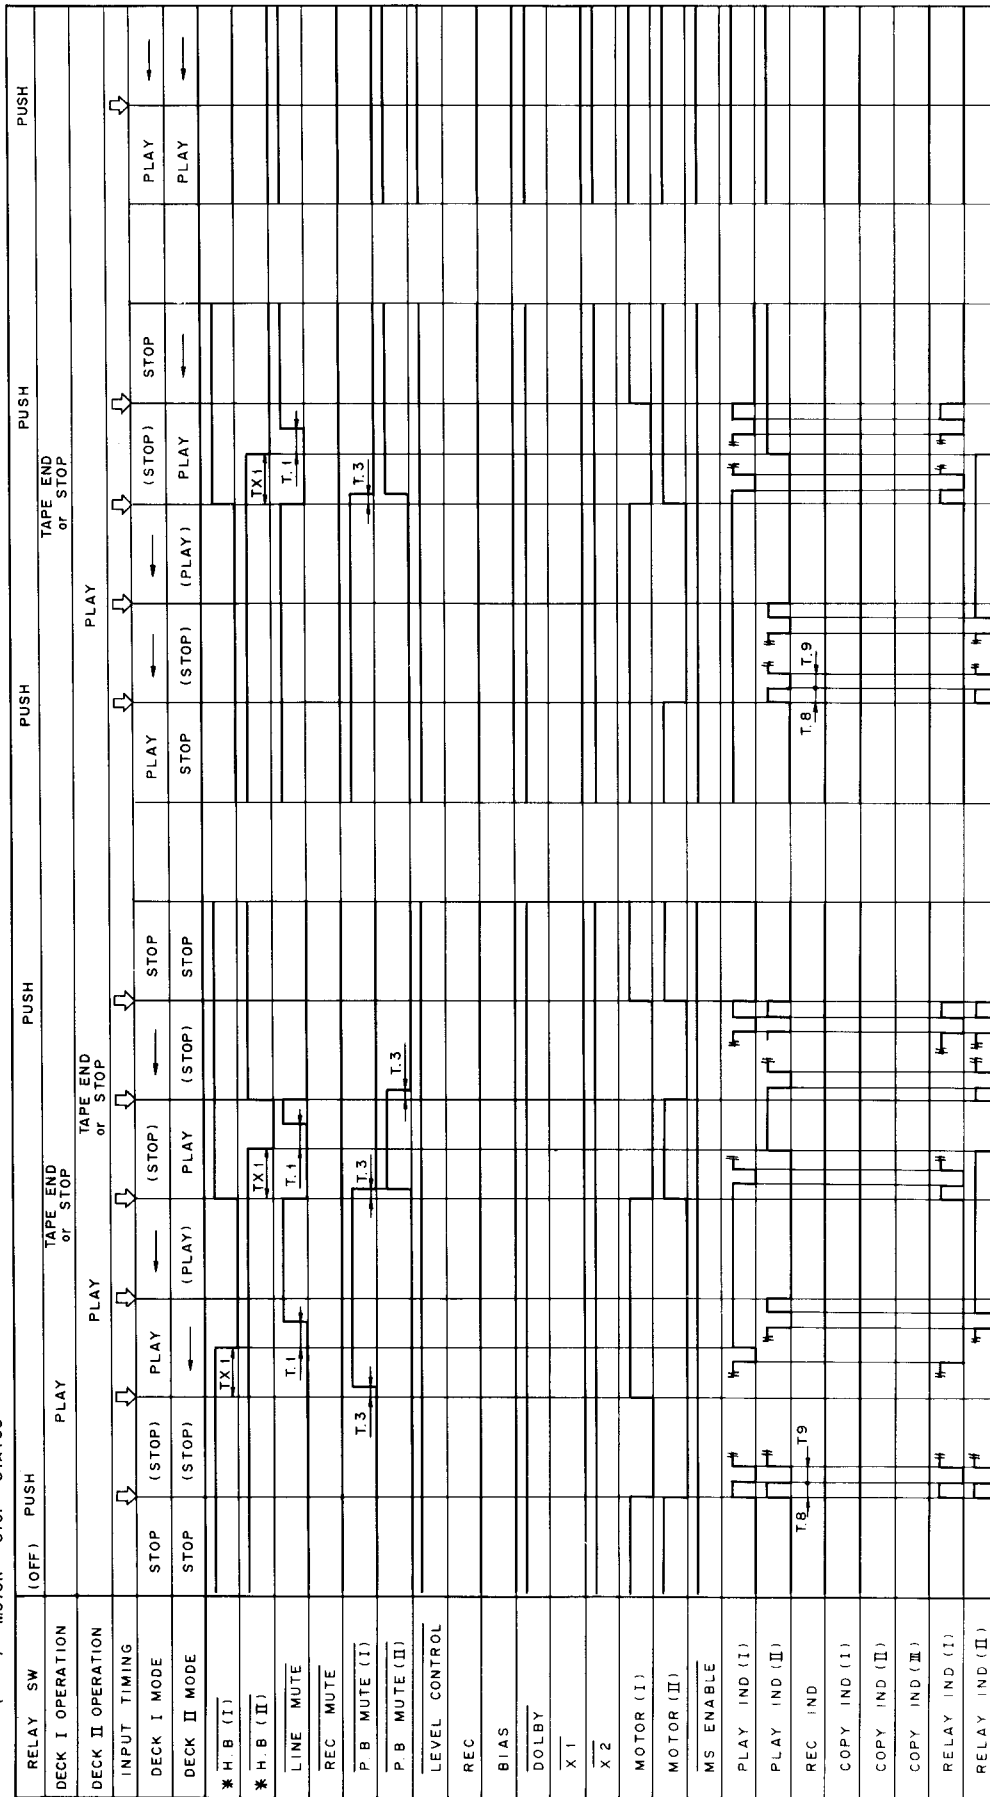 ( ) MOTOR STOP STATUS
RELAY SW (OFF) PUSH PUSH PUSH PUSH PUSH
DECK I OPERATION PLAY TAPE END or STOP TAPE END or STOP
DECK II OPERATION PLAY TAPE END or STOP PLAY
INPUT TIMING
DECK I MODE STOP (STOP) PLAY ← (STOP) ← STOP PLAY ← ← (STOP) STOP PLAY ←
DECK II MODE STOP (STOP) ← (PLAY) PLAY (STOP) STOP STOP (STOP) (PLAY) PLAY ← PLAY ←
* H.B (I) TX1
* H.B (II) TX1 TX1
LINE MUTE T.1 T.1 T.1
REC MUTE
P.B MUTE (I) T.3 T.3 T.3
P.B MUTE (II) T.3
LEVEL CONTROL
REC
BIAS
DOLBY
X 1
X 2
MOTOR (I)
MOTOR (II)
MS ENABLE
PLAY IND (I)
PLAY IND (II)
REC IND T.8 T9 T.8 T.9
COPY IND (I)
COPY IND (II)
COPY IND (III)
RELAY IND (I)
RELAY IND (II)